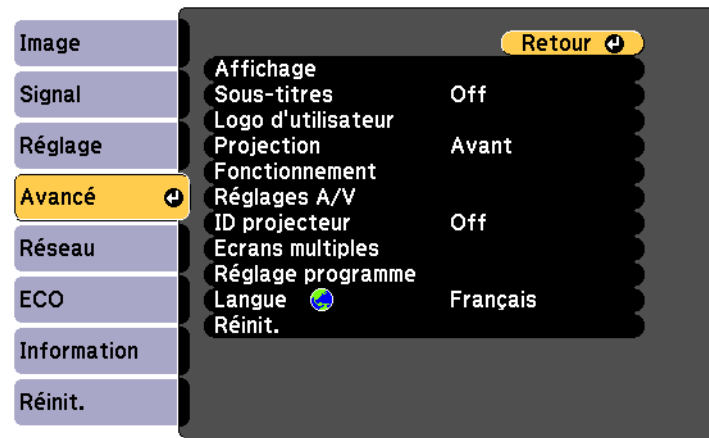 Image
Signal
Réglage
Avancé
Réseau
ECO
Information
Réinit.
Retour
Affichage
Sous-titres Off
Logo d'utilisateur
Projection Avant
Fonctionnement
Réglages A/V
ID projecteur Off
Ecrans multiples
Réglage programme
Langue Français
Réinit.